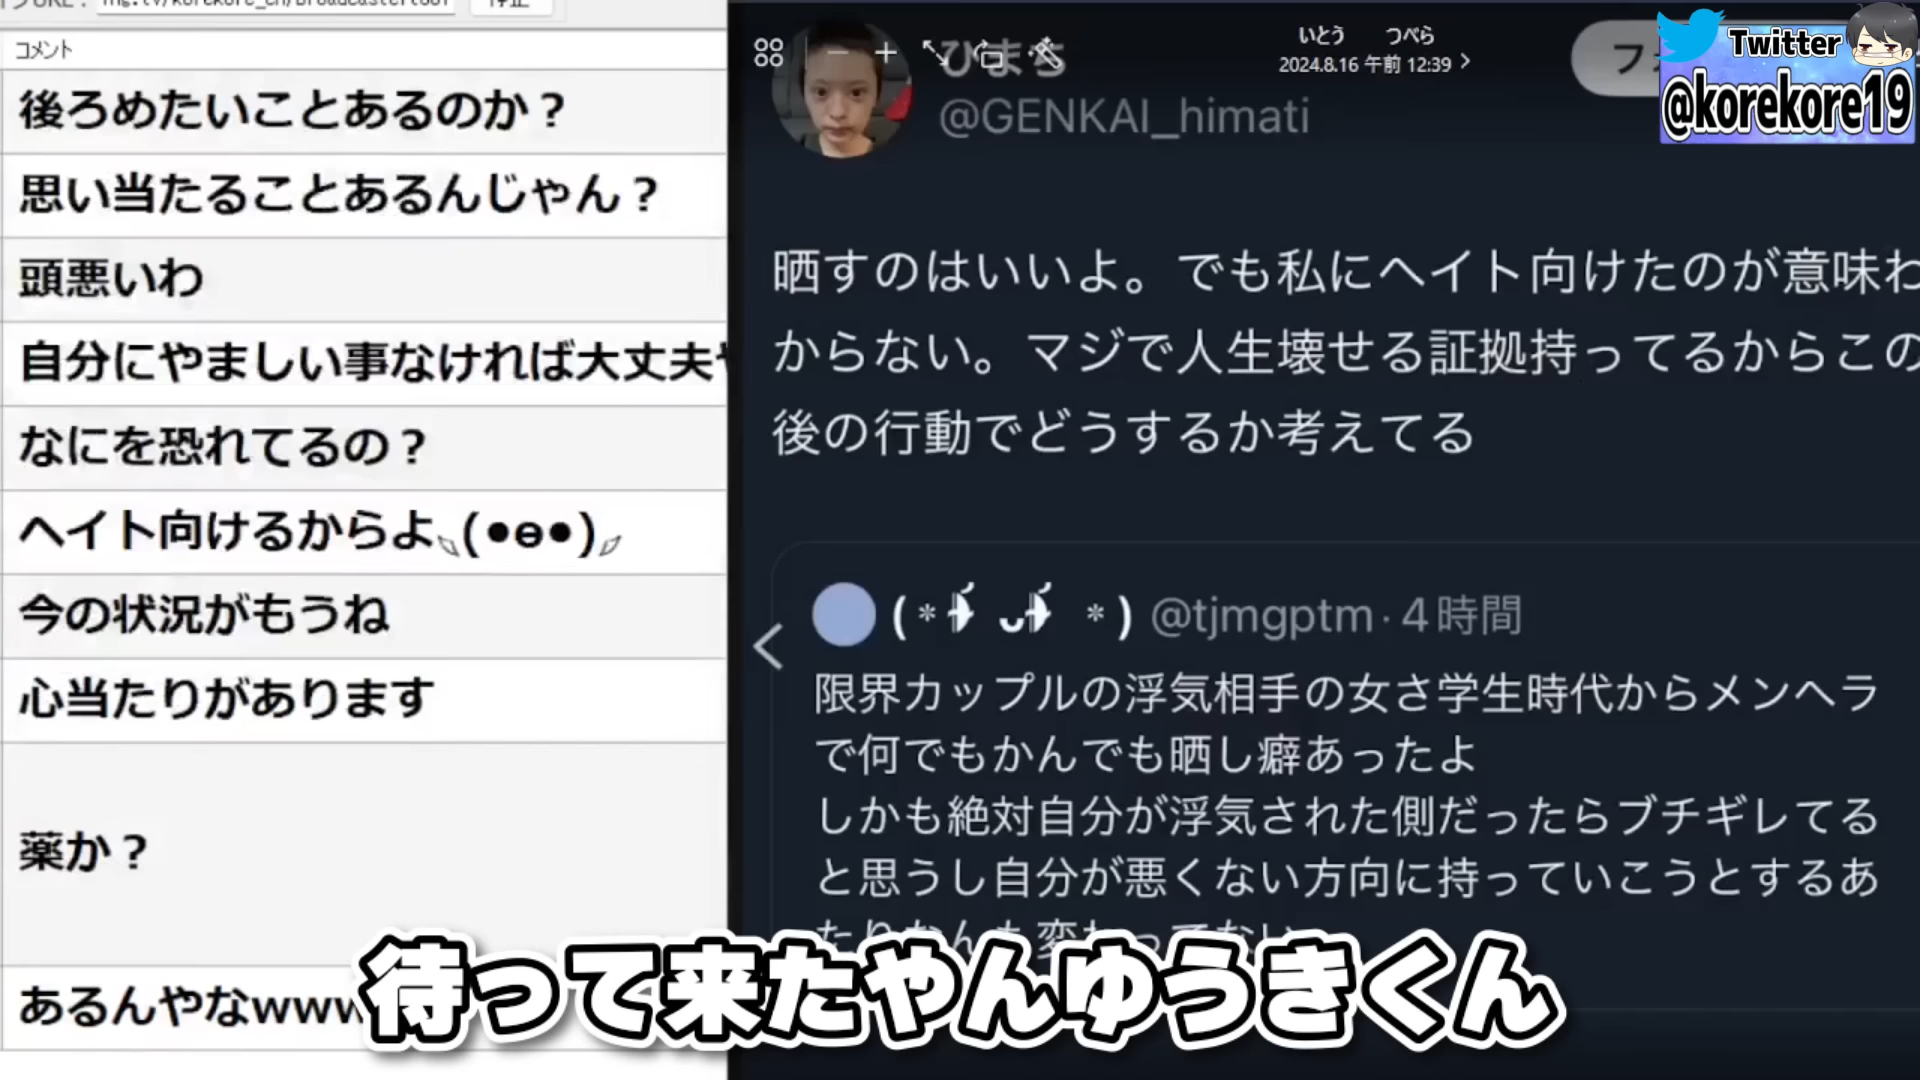 コメント
後ろめたいことあるのか？
思い当たることあるんじゃん？
頭悪いわ
自分にやましい事なければ大丈夫
なにを恐れてるの？
ヘイト向けるからよ
今の状況がもうね
心当たりがあります
薬か？
あるんやなwww
ひまち
@GENKAI_himati
いとう つべら
2024.8.16 午前 12:39
フ
Twitter
@korekore19
晒すのはいいよ。でも私にヘイト向けたのが意味わ
からない。マジで人生壊せる証拠持ってるからこの
後の行動でどうするか考えてる
@tjmgptm · 4時間
限界カップルの浮気相手の女さ学生時代からメンヘラ
で何でもかんでも晒し癖あったよ
しかも絶対自分が浮気された側だったらブチギレてる
と思うし自分が悪くない方向に持っていこうとするあ
待って来たやんゆうきくん